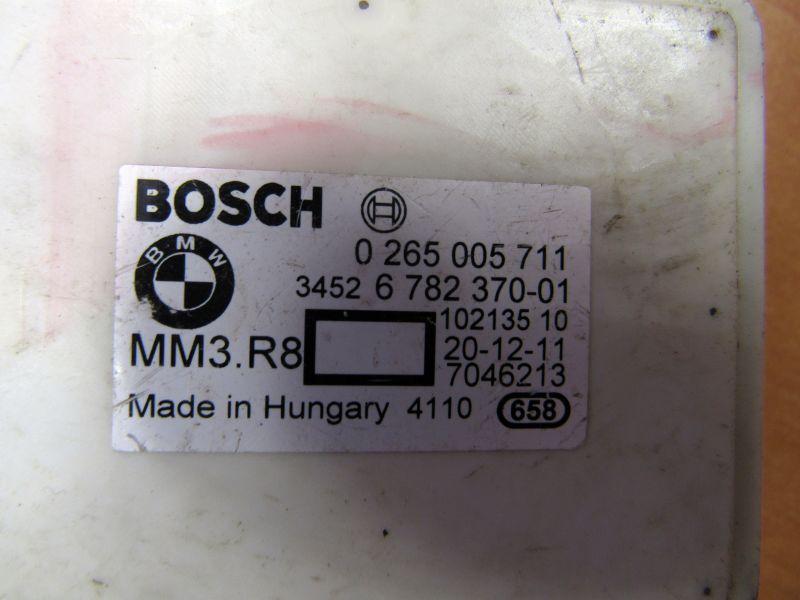 BOSCH
BMW
0 265 005 711
3452 6 782 370-01
102135 10
MM3.R8
20-12-11
7046213
Made in Hungary 4110 658